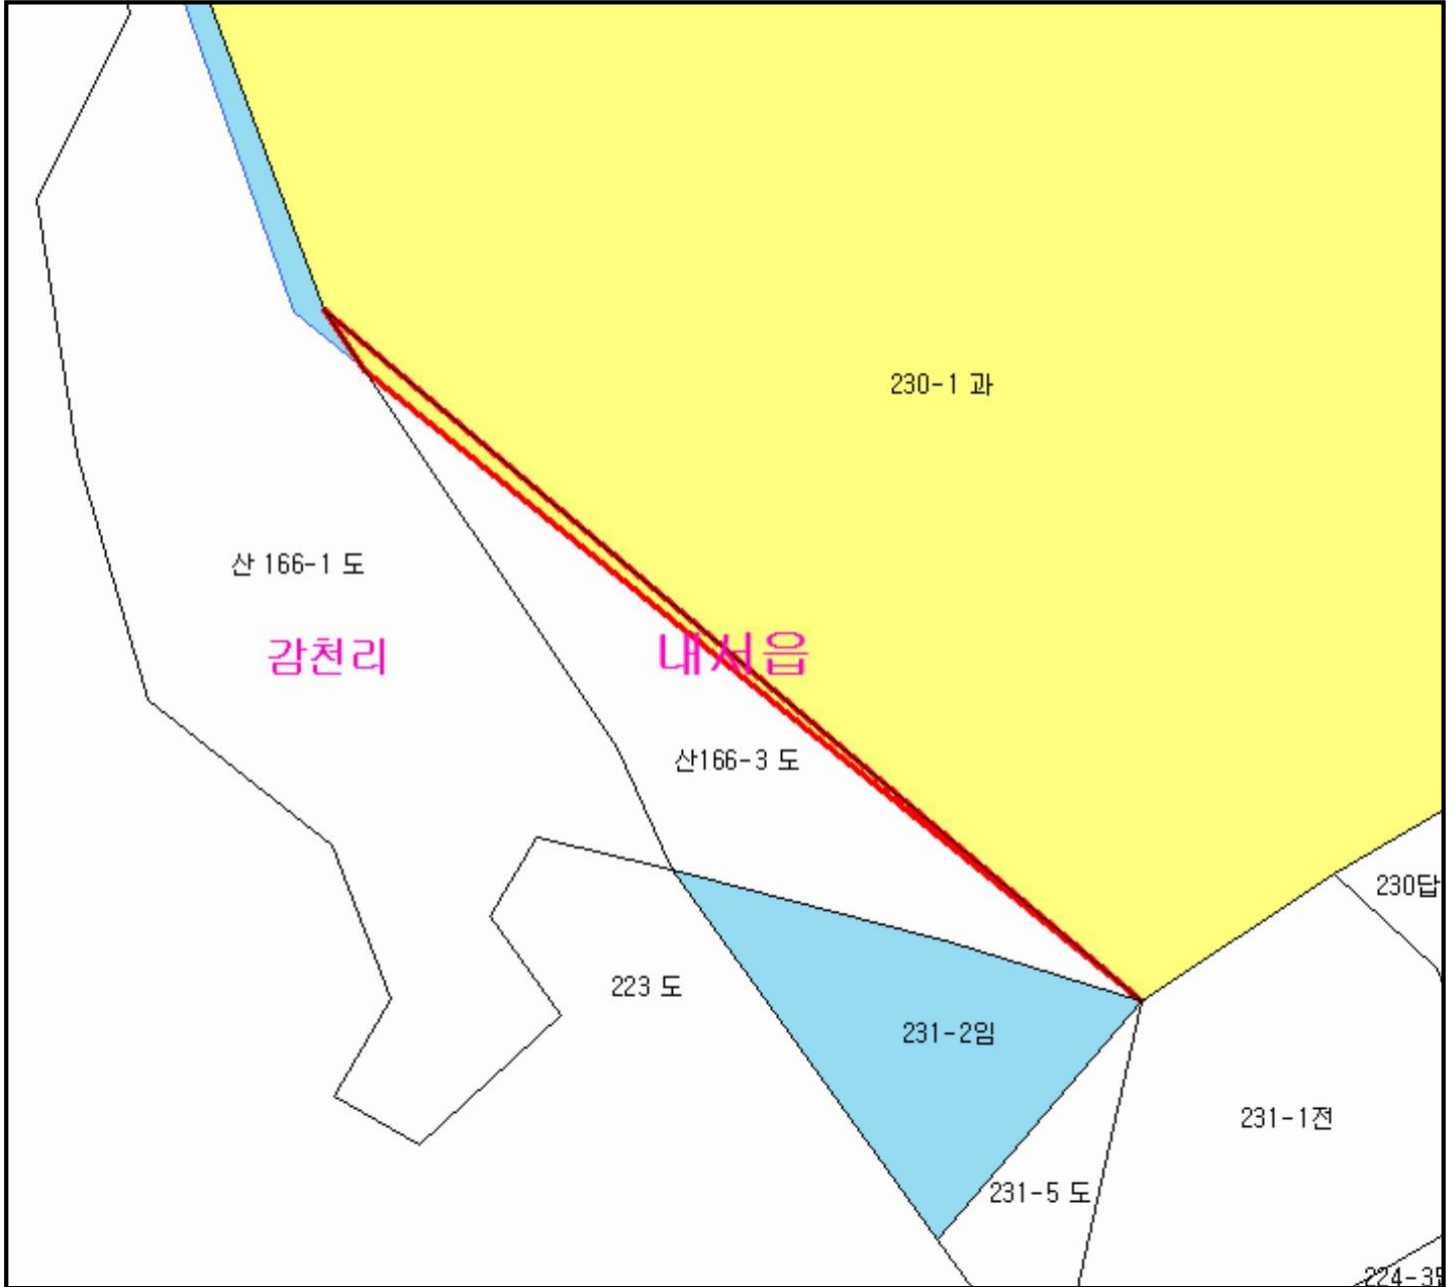 230-1 과
산 166-1 도
감천리
내서읍
산166-3 도
230답
223 도
231-2임
231-1전
231-5 도